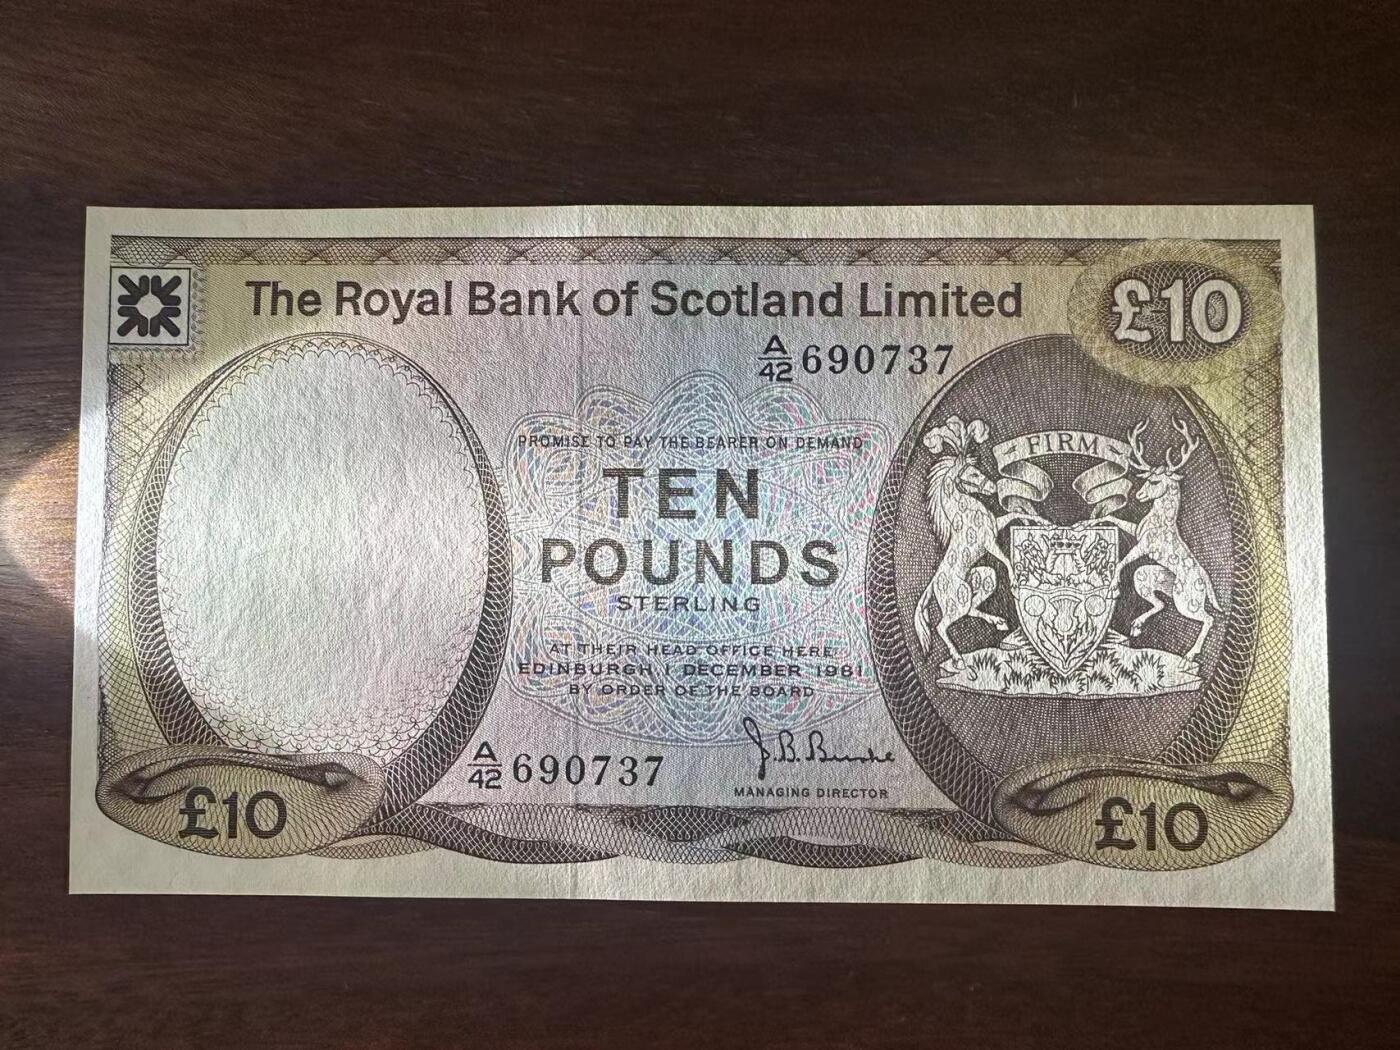 The Royal Bank of Scotland Limited
£10
A/42 690737
PROMISE TO PAY THE BEARER ON DEMAND
TEN
POUNDS
STERLING
FIRM
AT THEIR HEAD OFFICE HERE
EDINBURGH 1 DECEMBER 1981
BY ORDER OF THE BOARD
J.B. Burke
A/42 690737
MANAGING DIRECTOR
£10
£10